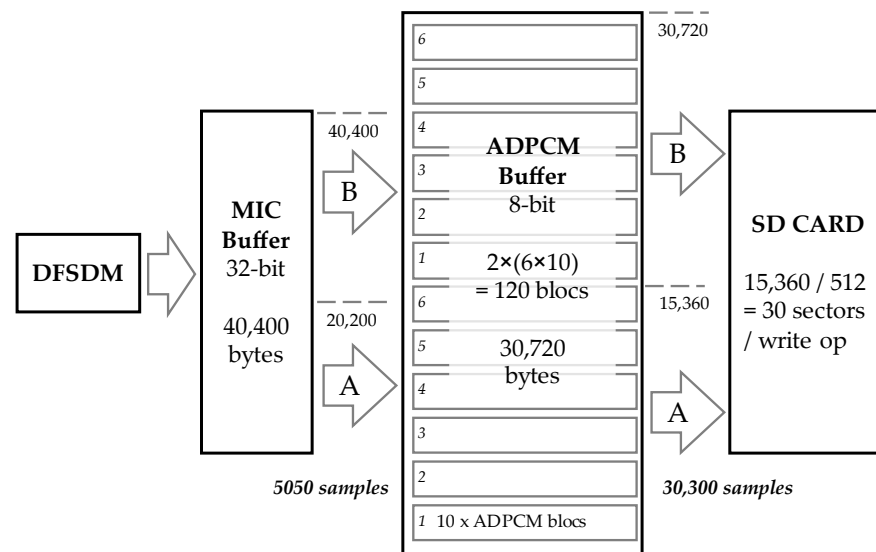 DFSDM
MIC
Buffer
32-bit
40,400
bytes
40,400
B
20,200
A
5050 samples
6
5
4
3
2
1
6
5
4
3
2
1 10 x ADPCM blocs
ADPCM
Buffer
8-bit
2×(6×10)
= 120 blocs
30,720
bytes
30,720
B
15,360
A
30,300 samples
SD CARD
15,360 / 512
= 30 sectors
/ write op